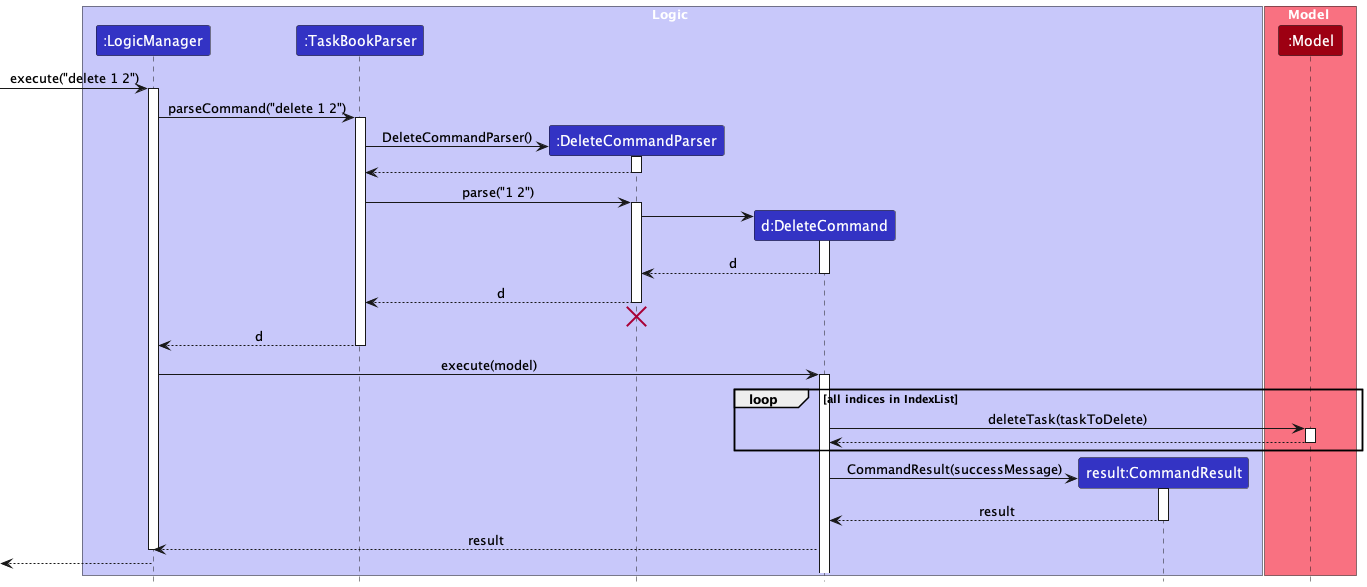 Logic
Model
:LogicManager
:TaskBookParser
:Model
execute("delete 1 2")
parseCommand("delete 1 2")
DeleteCommandParser()
:DeleteCommandParser
parse("1 2")
d:DeleteCommand
d
d
d
execute(model)
loop
[all indices in IndexList]
deleteTask(taskToDelete)
CommandResult(successMessage)
result:CommandResult
result
result